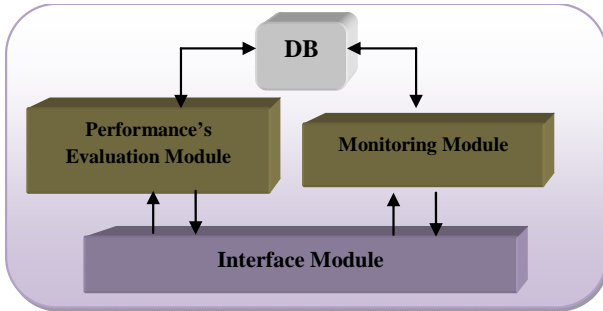 DB
Performance's
Evaluation Module
Monitoring Module
Interface Module